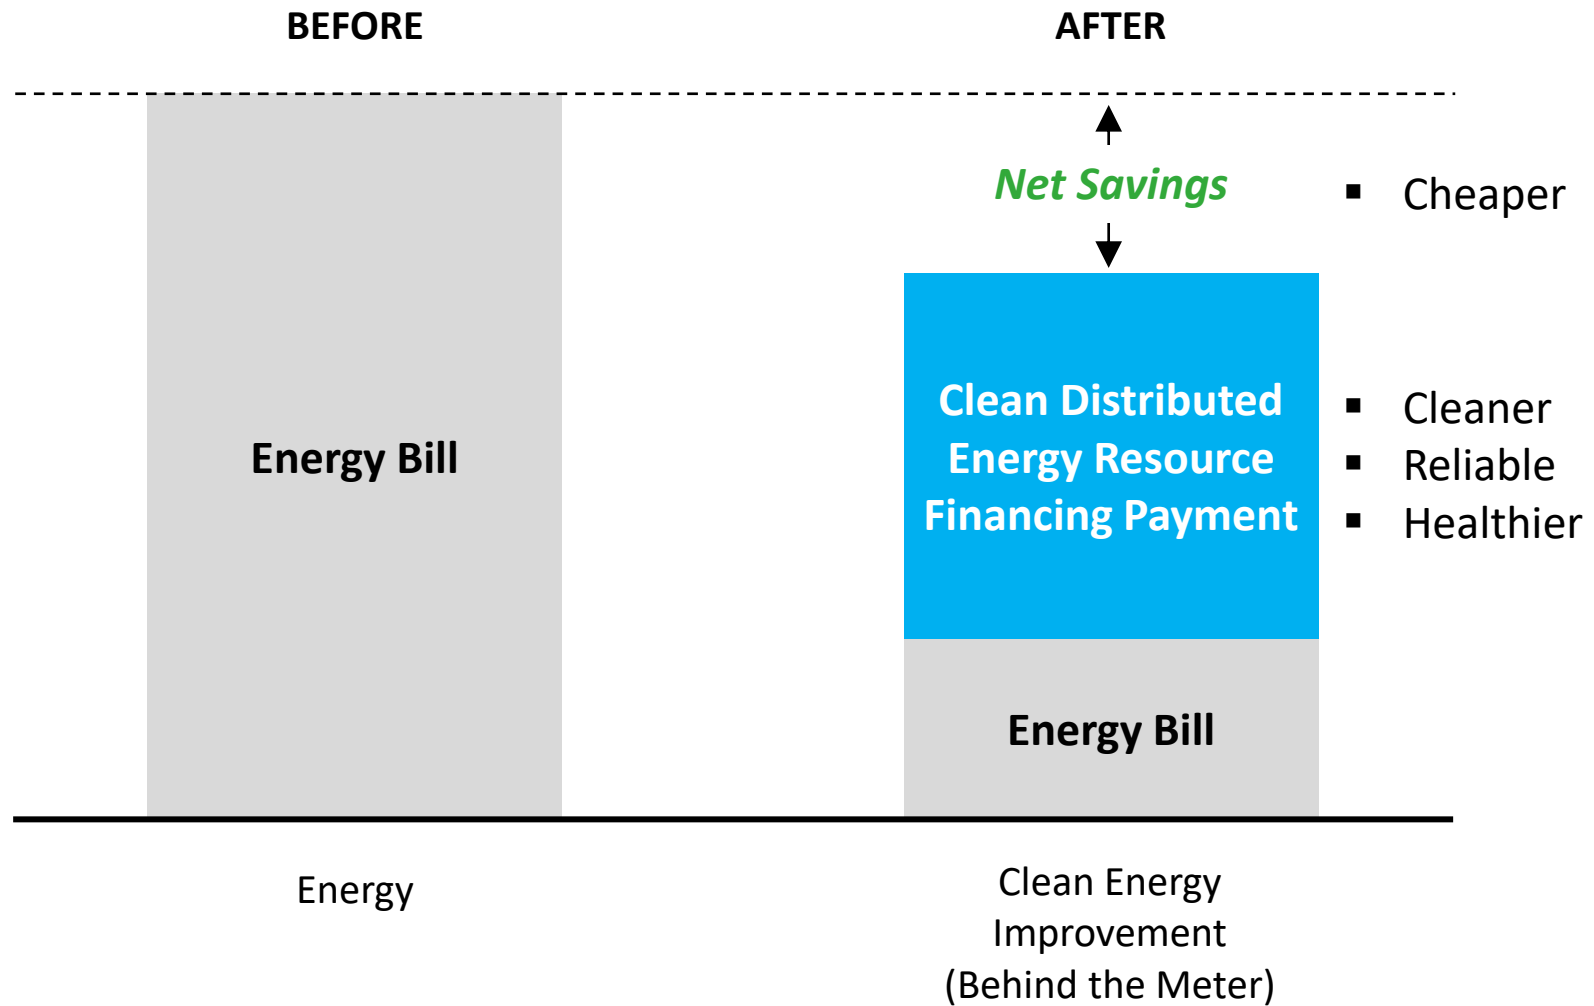 BEFORE
AFTER
Energy Bill
Net Savings
▪ Cheaper
Clean Distributed
Energy Resource
Financing Payment
▪ Cleaner
▪ Reliable
▪ Healthier
Energy Bill
Energy
Clean Energy
Improvement
(Behind the Meter)